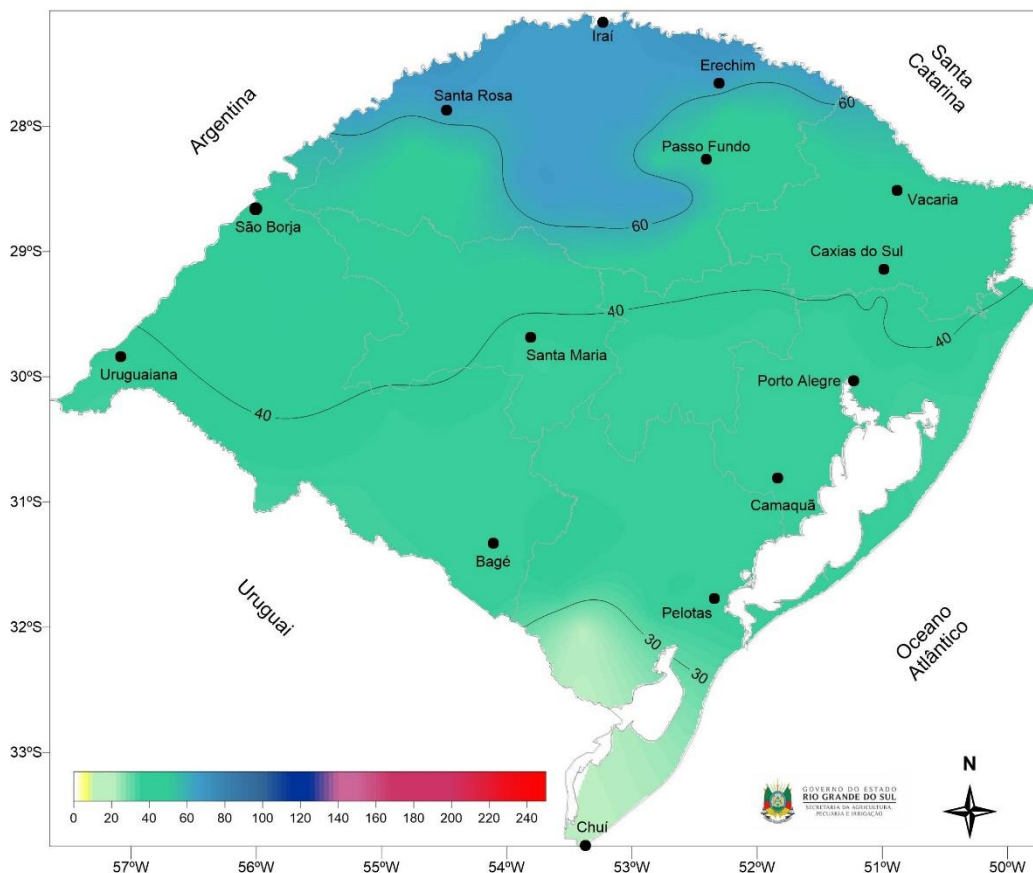 Iraí
Santa
Catarina
Erechim
Santa Rosa
60
Argentina
28°S
Passo Fundo
Vacaria
São Borja
60
29°S
Caxias do Sul
40
Santa Maria
40
Uruguaiana
30°S
Porto Alegre
40
31°S
Camaquã
Bagé
Pelotas
Uruguai
32°S
30
30
Oceano
Atlântico
33°S
0 20 40 60 80 100 120 140 160 180 200 220 240
GOVERNO DO ESTADO
RIO GRANDE DO SUL
SECRETARIA DA AGRICULTURA,
PECUÁRIA E IRRIGAÇÃO
N
Chuí
57°W 56°W 55°W 54°W 53°W 52°W 51°W 50°W